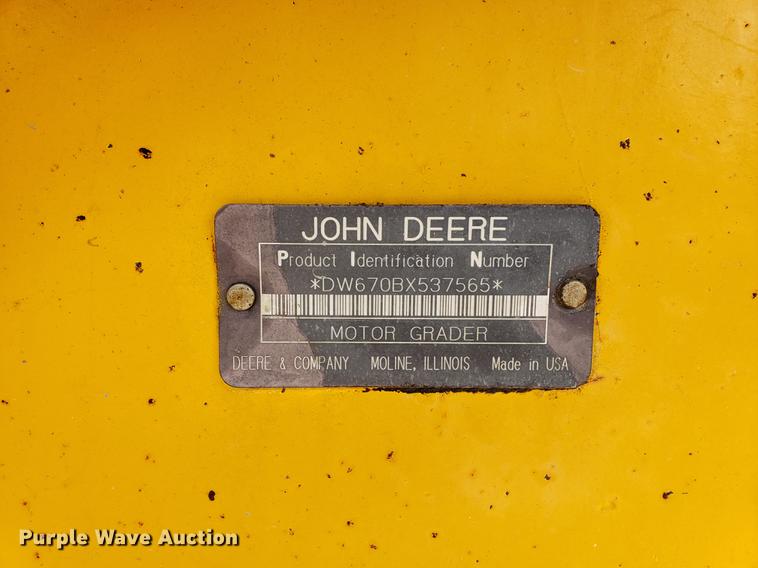 JOHN DEERE
Product Identification Number
*DW670BX537565*
MOTOR GRADER
DEERE & COMPANY MOLINE, ILLINOIS Made in USA
Purple Wave Auction